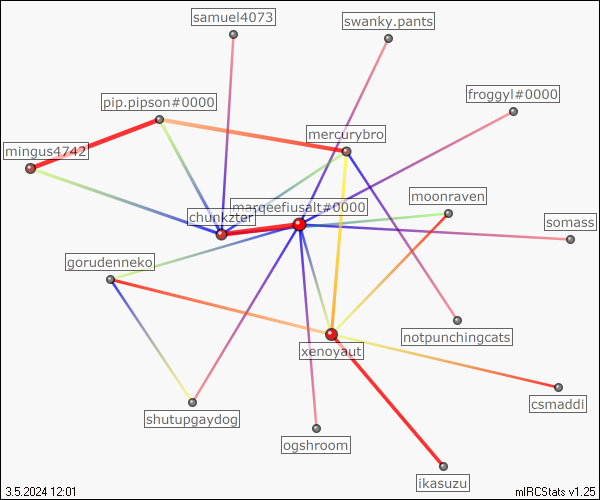 samuel4073
swanky.pants
froggyl#0000
pip.pipson#0000
mercurybro
mingus4742
moonraven
margeefiusalt#0000
chunkzter
somass
gorudenneko
notpunchingcats
xenoyaut
csmaddi
shutupgaydog
ogshroom
ikasuzu
3.5.2024 12:01
mIRCStats v1.25